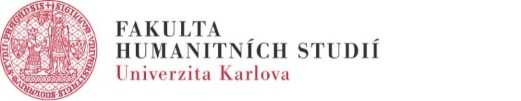 FAKULTA
HUMANITNÍCH STUDIÍ
Univerzita Karlova